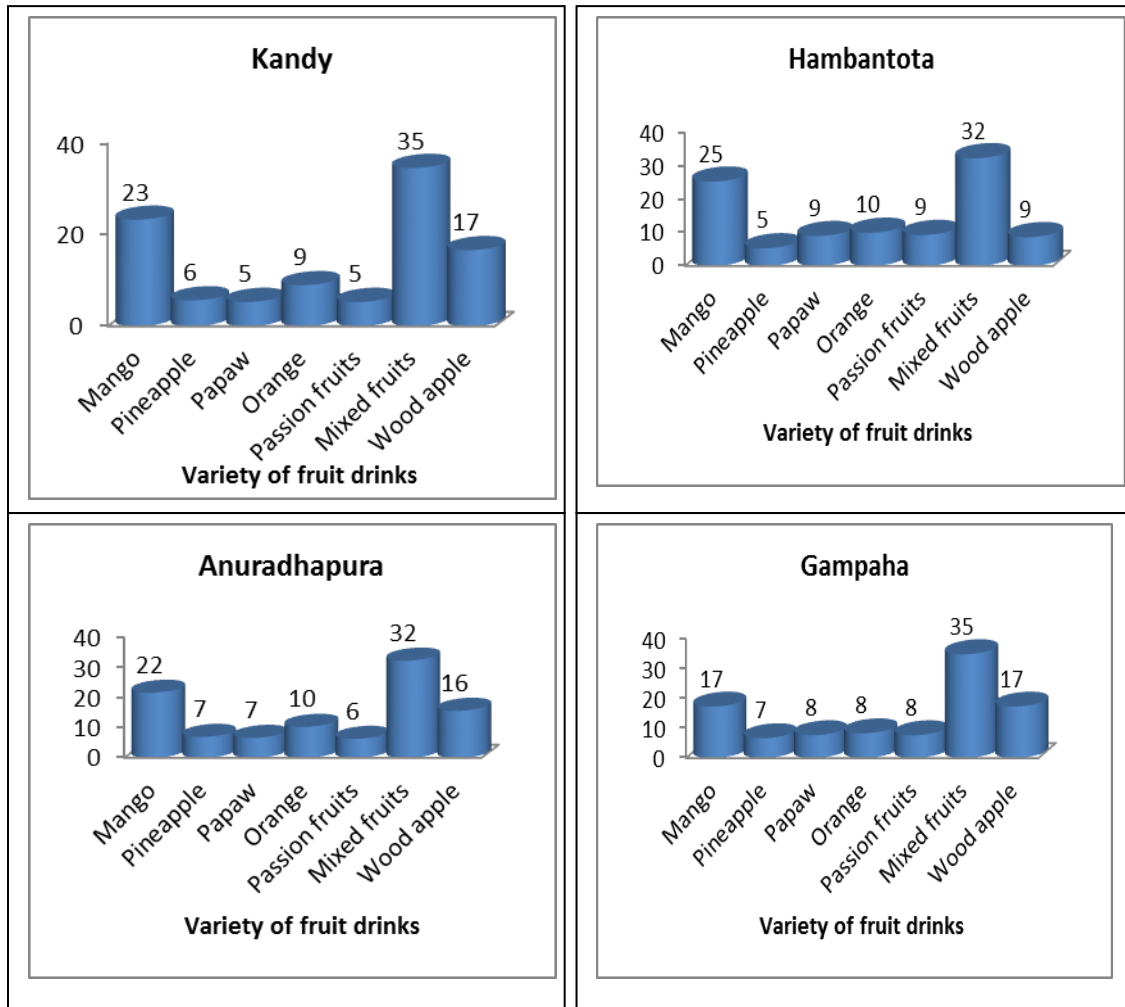 Kandy
40
20
0
23
6
5
9
5
35
17
Mango
Pineapple
Papaw
Orange
Passion fruits
Mixed fruits
Wood apple
Variety of fruit drinks
Hambantota
40
30
20
10
0
25
5
9
10
9
32
9
Mango
Pineapple
Papaw
Orange
Passion fruits
Mixed fruits
Wood apple
Variety of fruit drinks
Anuradhapura
40
30
20
10
0
22
7
7
10
6
32
16
Mango
Pineapple
Papaw
Orange
Passion fruits
Mixed fruits
Wood apple
Variety of fruit drinks
Gampaha
40
30
20
10
0
17
7
8
8
8
35
17
Mango
Pineapple
Papaw
Orange
Passion fruits
Mixed fruits
Wood apple
Variety of fruit drinks